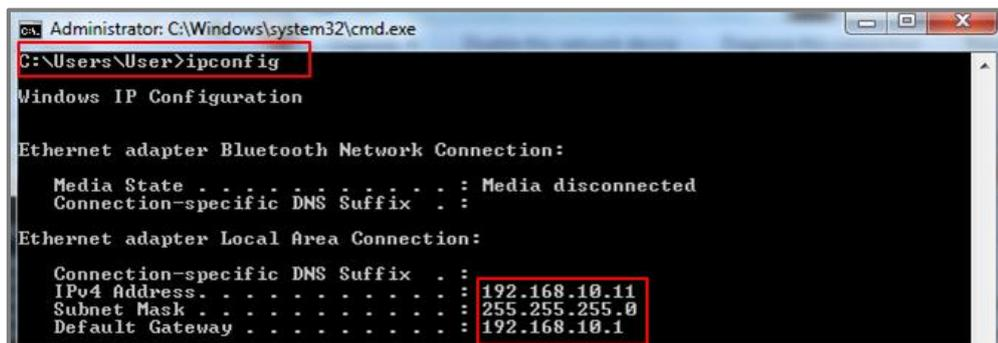 Administrator: C:\Windows\system32\cmd.exe
C:\Users\User>ipconfig
Windows IP Configuration
Ethernet adapter Bluetooth Network Connection:
Media State . . . . . . . . . . . : Media disconnected
Connection-specific DNS Suffix . :
Ethernet adapter Local Area Connection:
Connection-specific DNS Suffix . :
IPv4 Address. . . . . . . . . . . : 192.168.10.11
Subnet Mask . . . . . . . . . . . : 255.255.255.0
Default Gateway . . . . . . . . . : 192.168.10.1